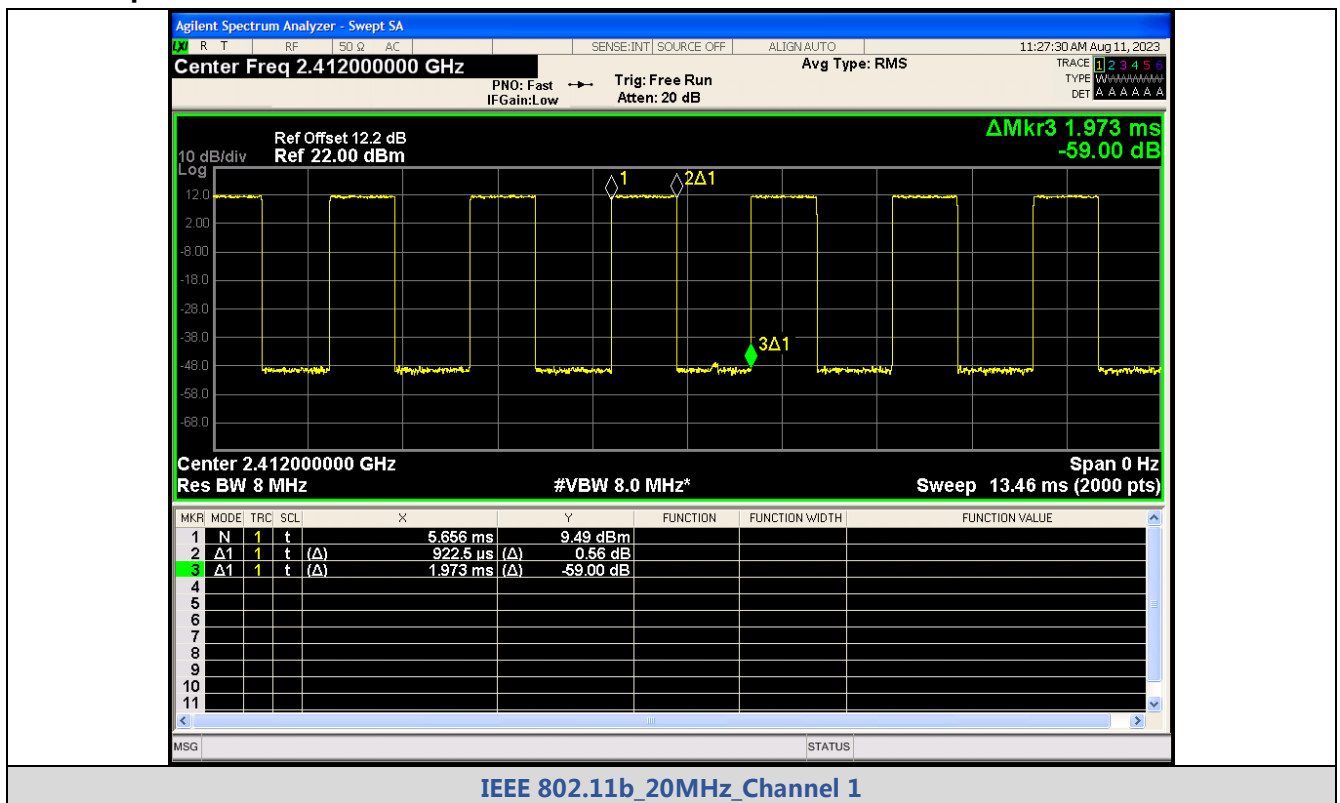 Agilent Spectrum Analyzer - Swept SA
LXI R T RF 50 Ω AC SENSE:INT SOURCE OFF ALIGN AUTO 11:27:30 AM Aug 11, 2023
Center Freq 2.412000000 GHz Avg Type: RMS TRACE 1 2 3 4 5 6
PNO: Fast Trig: Free Run TYPE W
IFGain:Low Atten: 20 dB DET A A A A A A
ΔMkr3 1.973 ms
Ref Offset 12.2 dB
10 dB/div Ref 22.00 dBm -59.00 dB
Log
1 2Δ1
12.0
2.00
-8.00
-18.0
-28.0
-38.0
3Δ1
-48.0
-58.0
-68.0
Center 2.412000000 GHz Span 0 Hz
Res BW 8 MHz #VBW 8.0 MHz* Sweep 13.46 ms (2000 pts)
MKR MODE TRC SCL X Y FUNCTION FUNCTION WIDTH FUNCTION VALUE
1 N 1 t 5.656 ms 9.49 dBm
2 Δ1 1 t (Δ) 922.5 µs (Δ) 0.56 dB
3 Δ1 1 t (Δ) 1.973 ms (Δ) -59.00 dB
4
5
6
7
8
9
10
11
MSG STATUS
IEEE 802.11b_20MHz_Channel 1